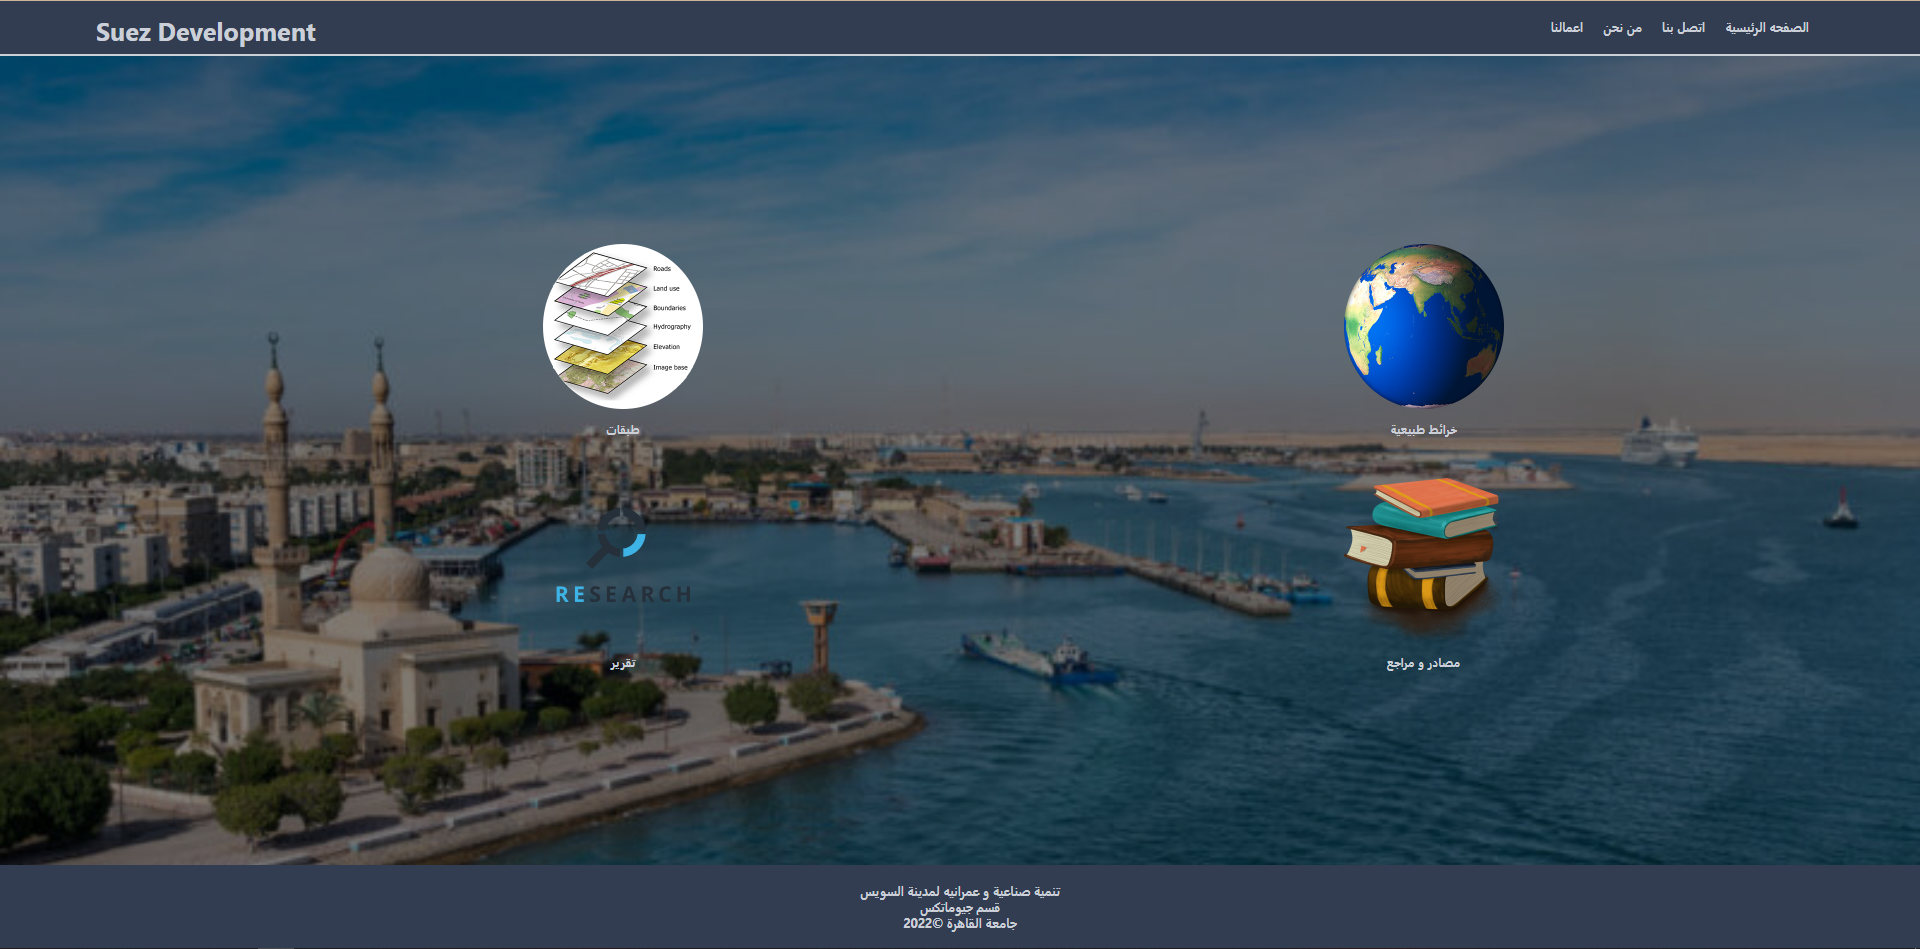 Suez Development
الصفحه الرئيسية
اتصل بنا
من نحن
اعمالنا
Roads
Land use
Boundaries
Hydrography
Elevation
Image base
خرائط طبيعية
طبقات
RESEARCH
مصادر و مراجع
تقرير
تنمية صناعية و عمرانيه لمدينة السويس
قسم جيوماتكس
جامعة القاهرة ©2022